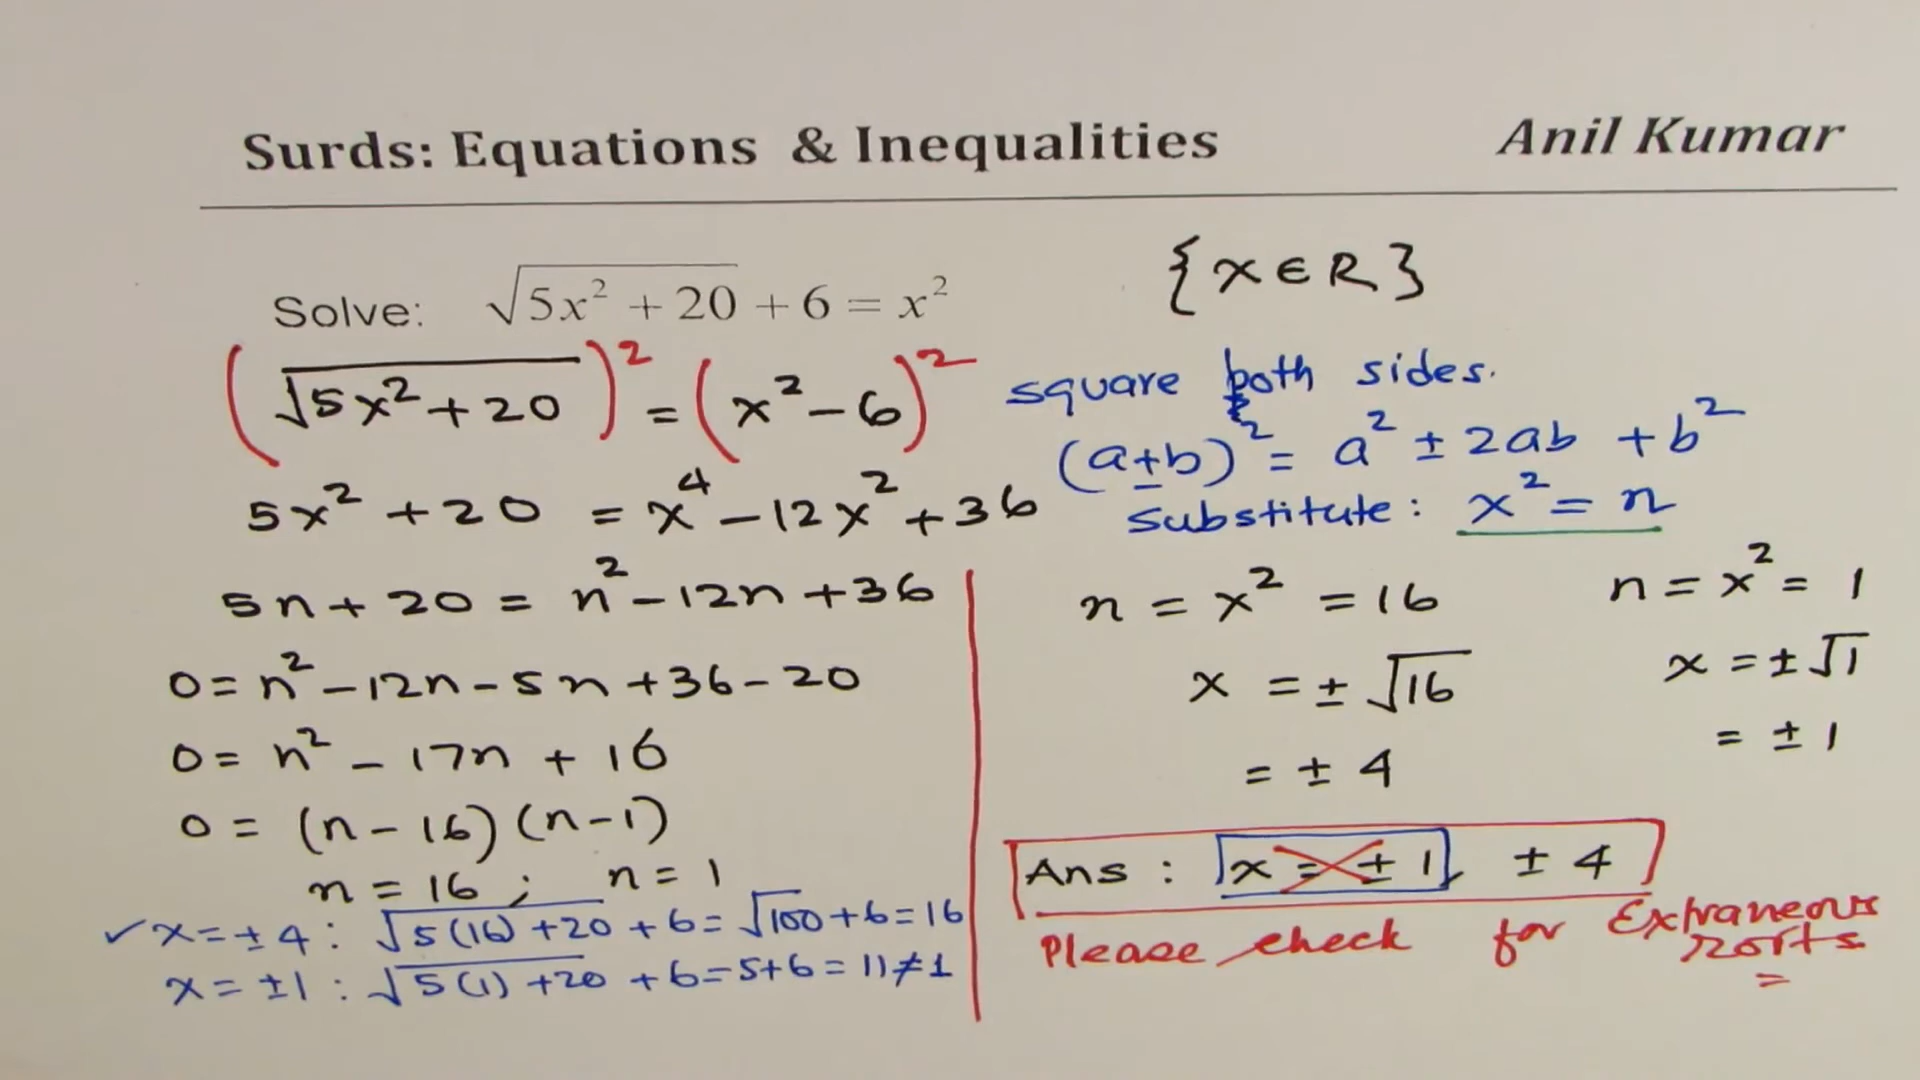 Surds: Equations & Inequalities
Anil Kumar
Solve: √(5x² + 20) + 6 = x²
{x ∈ R}
(√(5x² + 20))² = (x² − 6)²
square both sides.
(a ± b)² = a² ± 2ab + b²
5x² + 20 = x⁴ − 12x² + 36
Substitute: x² = n
5n + 20 = n² − 12n + 36
0 = n² − 12n − 5n + 36 − 20
0 = n² − 17n + 16
0 = (n − 16)(n − 1)
n = 16 ; n = 1
✓ x = ±4 : √(5(16) + 20) + 6 = √100 + 6 = 16
x = ±1 : √(5(1) + 20) + 6 = 5 + 6 = 11 ≠ 1
n = x² = 16
x = ± √16
= ± 4
n = x² = 1
x = ± √1
= ± 1
Ans : x = ± 1, ± 4
Please check for Extraneous
roots